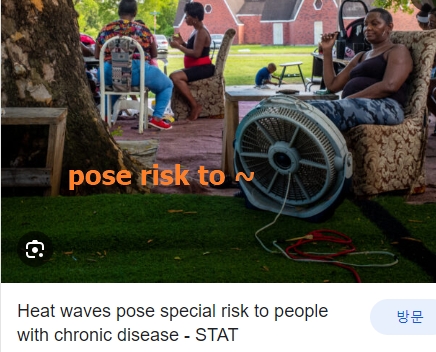 pose risk to ~
Heat waves pose special risk to people
with chronic disease - STAT
방문